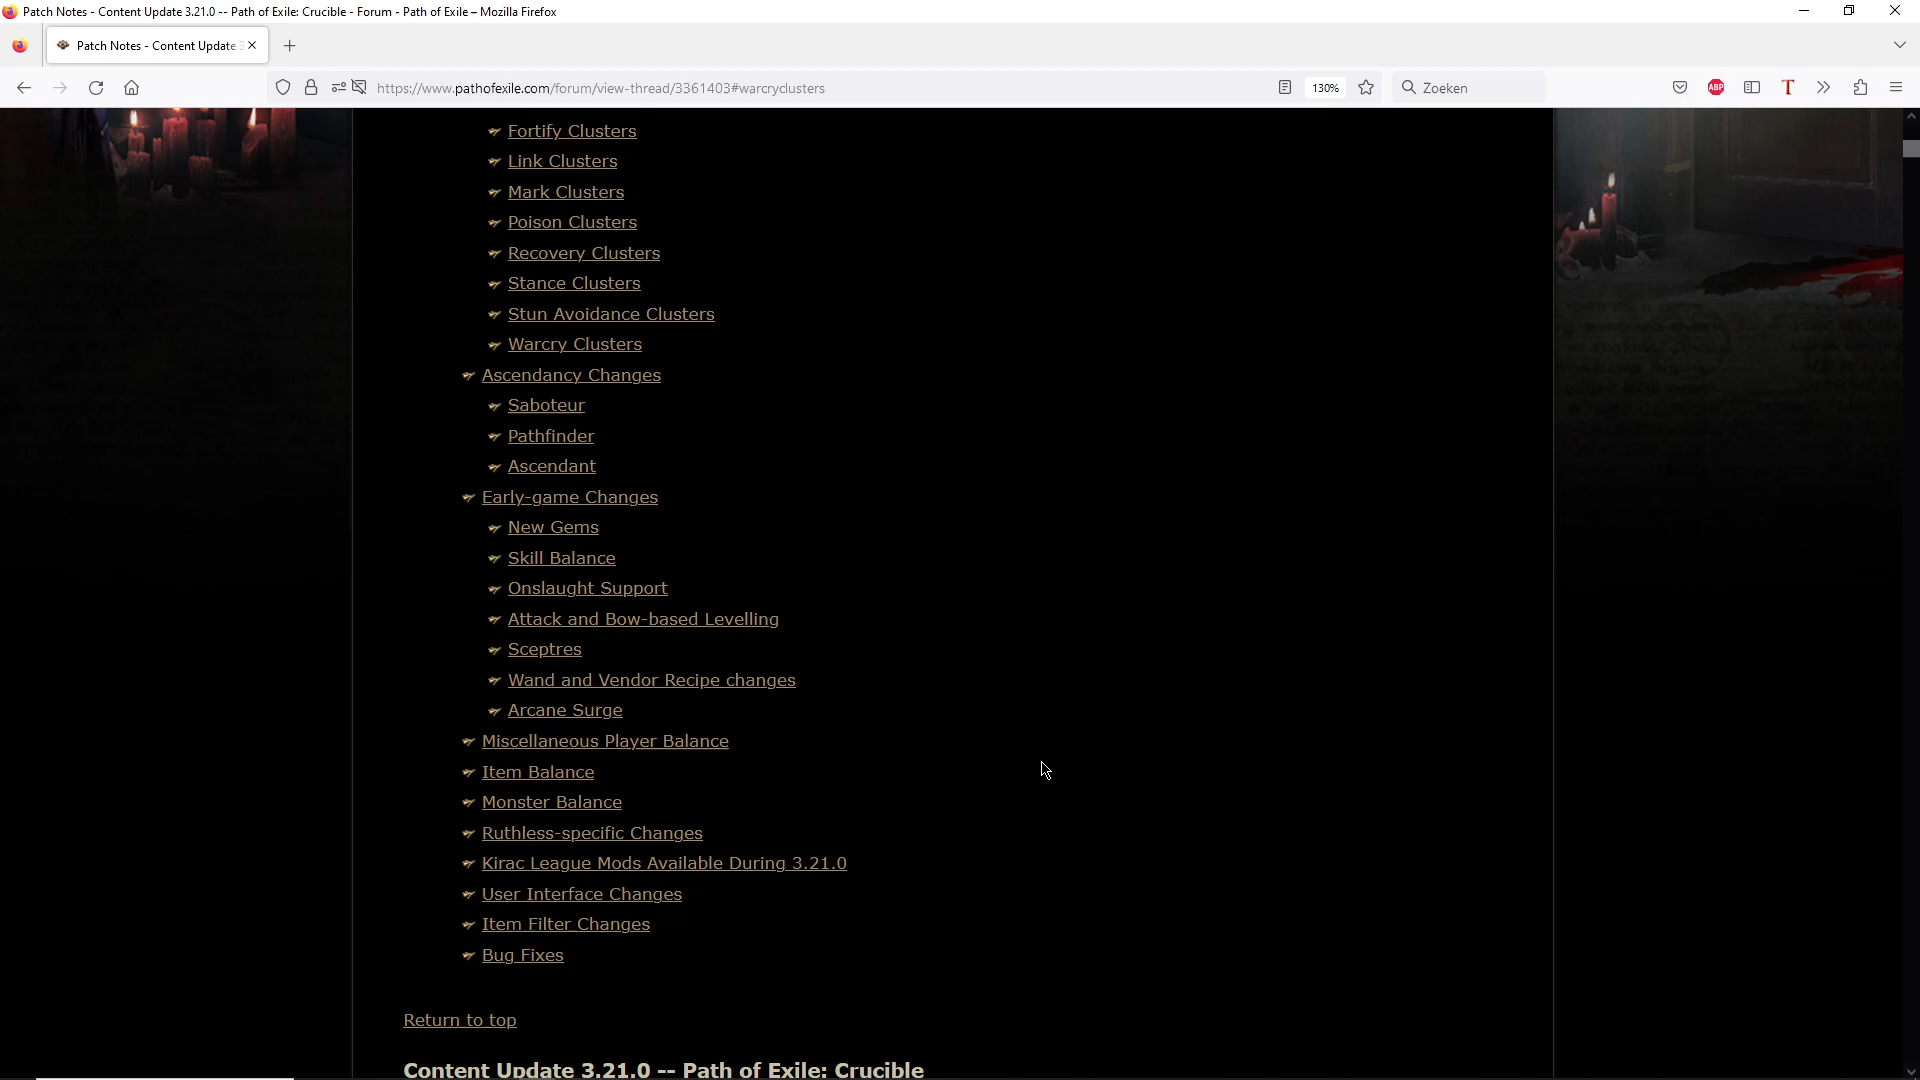 Patch Notes - Content Update 3.21.0 -- Path of Exile: Crucible - Forum - Path of Exile – Mozilla Firefox
Patch Notes - Content Update 3
https://www.pathofexile.com/forum/view-thread/3361403#warcryclusters
130%
Zoeken
ABP
T
Fortify Clusters
Link Clusters
Mark Clusters
Poison Clusters
Recovery Clusters
Stance Clusters
Stun Avoidance Clusters
Warcry Clusters
Ascendancy Changes
Saboteur
Pathfinder
Ascendant
Early-game Changes
New Gems
Skill Balance
Onslaught Support
Attack and Bow-based Levelling
Sceptres
Wand and Vendor Recipe changes
Arcane Surge
Miscellaneous Player Balance
Item Balance
Monster Balance
Ruthless-specific Changes
Kirac League Mods Available During 3.21.0
User Interface Changes
Item Filter Changes
Bug Fixes
Return to top
Content Update 3.21.0 -- Path of Exile: Crucible